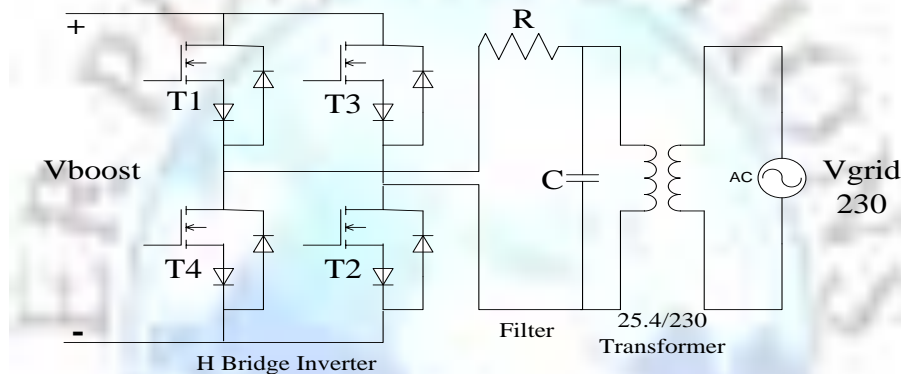 +
T1
T3
R
Vboost
C
AC
Vgrid
230
T4
T2
-
Filter
25.4/230
Transformer
H Bridge Inverter